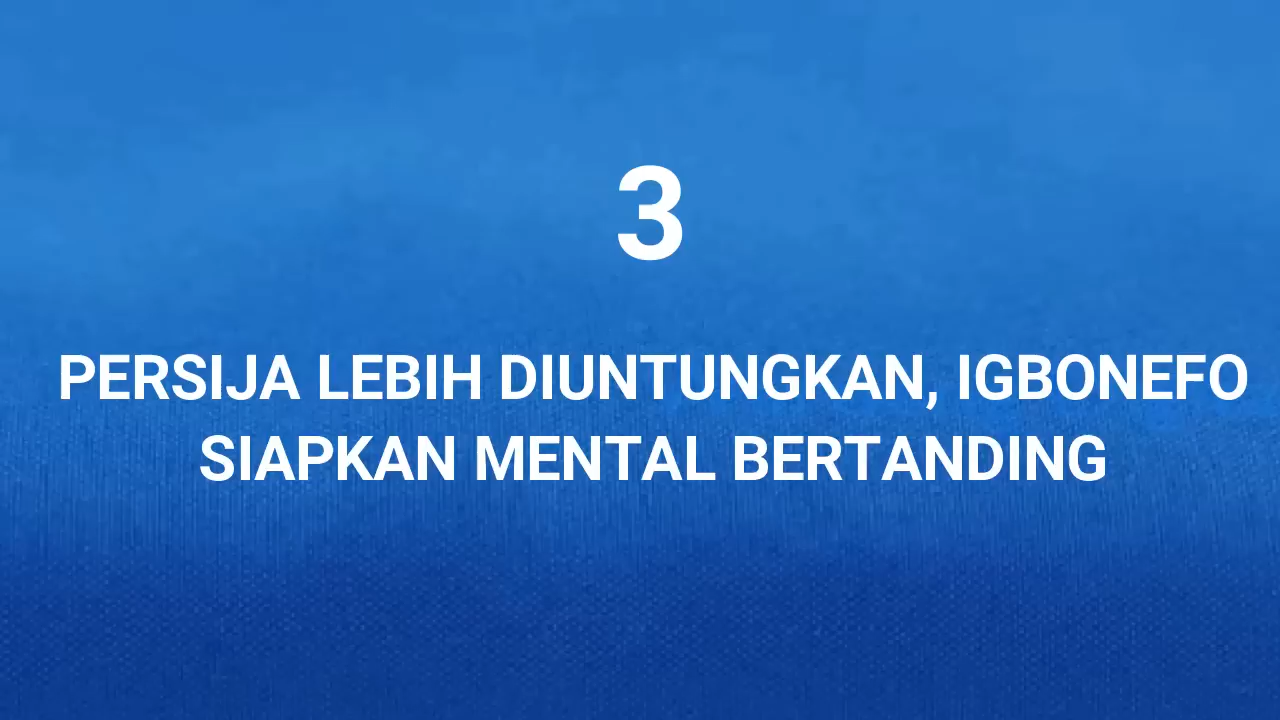 3
PERSIJA LEBIH DIUNTUNGKAN, IGBONEFO
SIAPKAN MENTAL BERTANDING